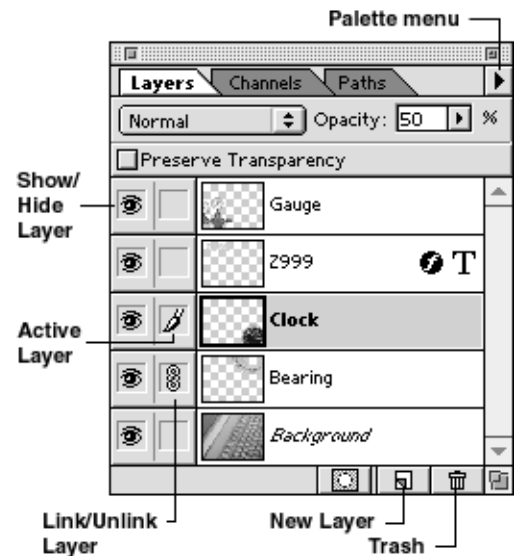 Palette menu
Layers Channels Paths
Normal Opacity: 50 %
Preserve Transparency
Show/
Hide
Layer
Gauge
Z999 T
Active
Layer
Clock
Bearing
Background
Link/Unlink
Layer
New Layer
Trash